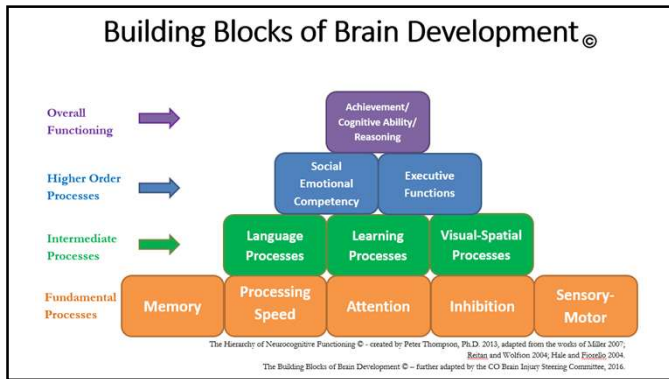 Building Blocks of Brain Development ©
Overall
Functioning
Achievement/
Cognitive Ability/
Reasoning
Higher Order
Processes
Social
Emotional
Competency
Executive
Functions
Intermediate
Processes
Language
Processes
Learning
Processes
Visual-Spatial
Processes
Fundamental
Processes
Memory
Processing
Speed
Attention
Inhibition
Sensory-
Motor
The Hierarchy of Neurocognitive Functioning © - created by Peter Thompson, Ph.D. 2013, adapted from the works of Miller 2007;
Reitan and Wolfson 2004; Hale and Fiorello 2004.
The Building Blocks of Brain Development © – further adapted by the CO Brain Injury Steering Committee, 2016.